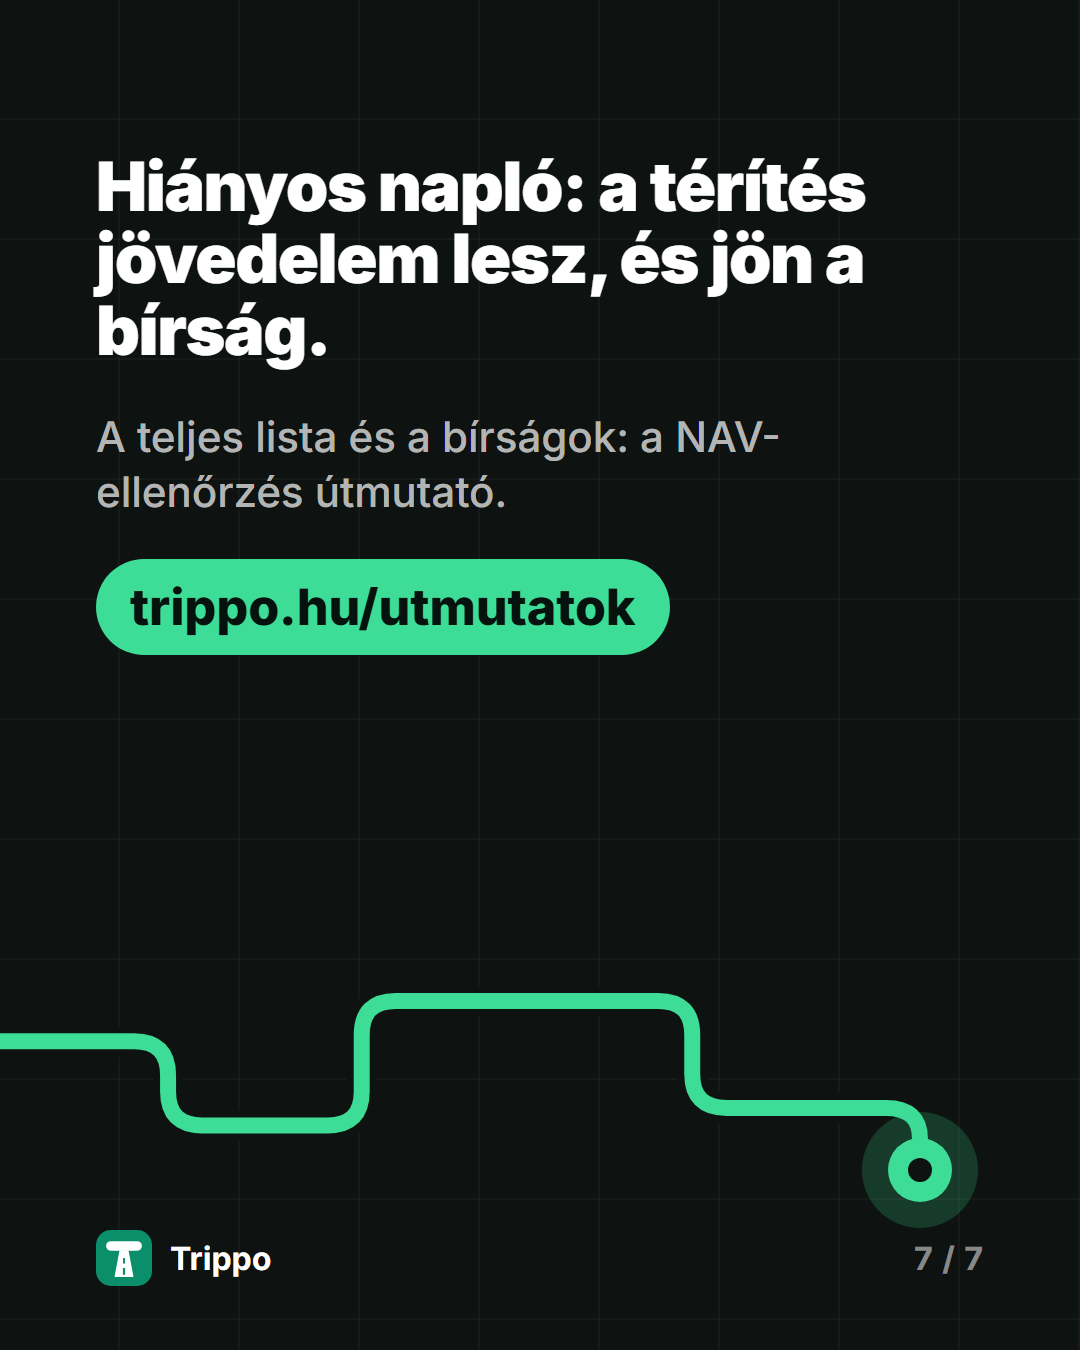 Hiányos napló: a térítés
jövedelem lesz, és jön a
bírság.
A teljes lista és a bírságok: a NAV-
ellenőrzés útmutató.
trippo.hu/utmutatok
Trippo
7 / 7